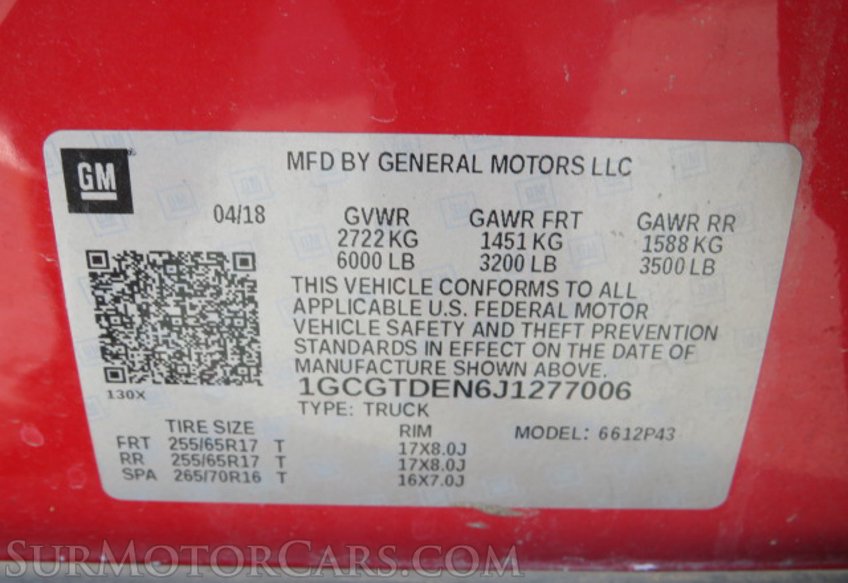 GM
MFD BY GENERAL MOTORS LLC
04/18 GVWR GAWR FRT GAWR RR
2722 KG 1451 KG 1588 KG
6000 LB 3200 LB 3500 LB
THIS VEHICLE CONFORMS TO ALL
APPLICABLE U.S. FEDERAL MOTOR
VEHICLE SAFETY AND THEFT PREVENTION
STANDARDS IN EFFECT ON THE DATE OF
MANUFACTURE SHOWN ABOVE.
130X
1GCGTDEN6J1277006
TYPE: TRUCK
TIRE SIZE RIM MODEL: 6612P43
FRT 255/65R17 T 17X8.0J
RR 255/65R17 T 17X8.0J
SPA 265/70R16 T 16X7.0J
SURMOTORCARS.COM